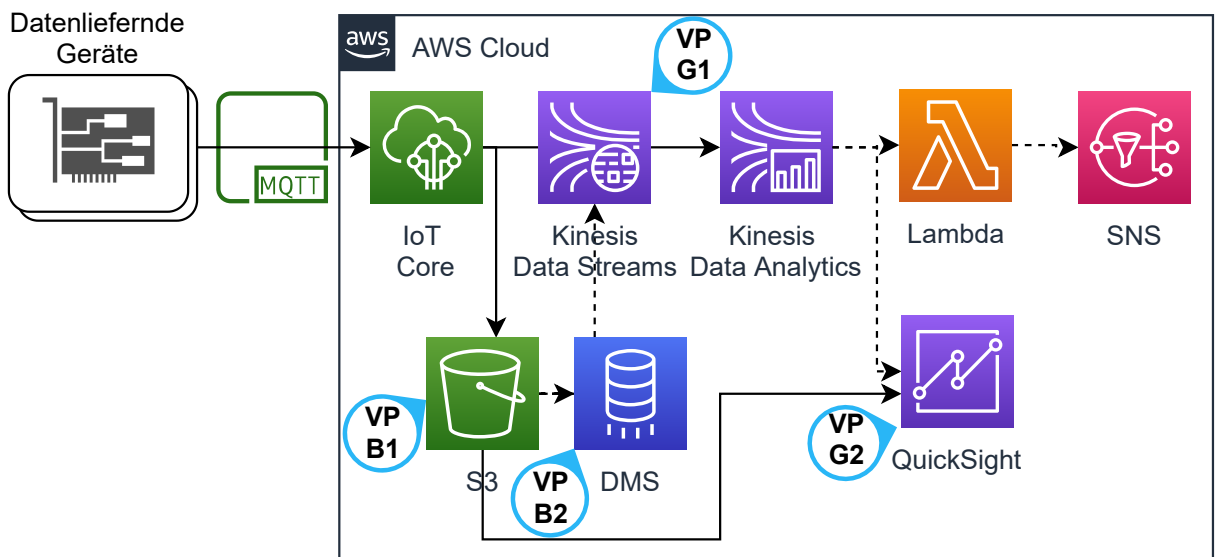 Datenliefernde
Geräte
aws
AWS Cloud
VP
G1
MQTT
IoT
Core
Kinesis
Data Streams
Kinesis
Data Analytics
Lambda
SNS
VP
B1
S3
VP
B2
DMS
VP
G2
QuickSight